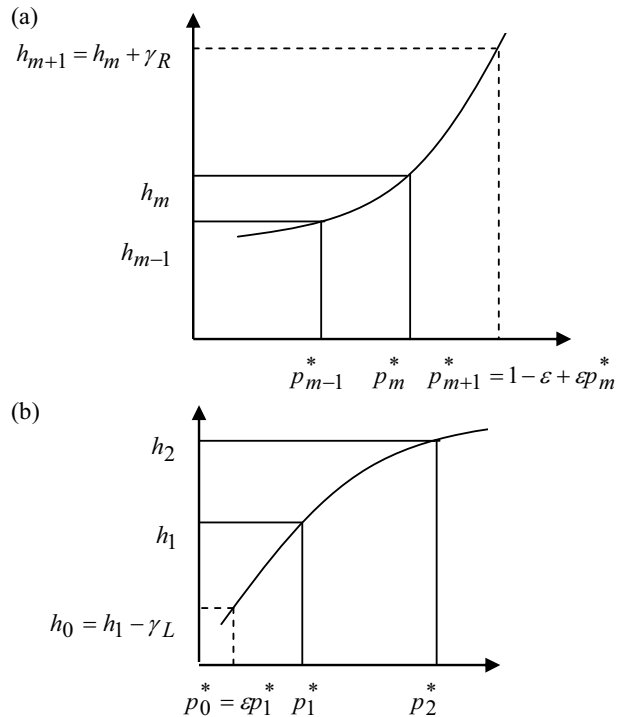 (a)
h_{m+1} = h_m + γ_R
h_m
h_{m−1}
p*_{m−1} p*_m p*_{m+1} = 1 − ε + εp*_m
(b)
h_2
h_1
h_0 = h_1 − γ_L
p*_0 = εp*_1 p*_1 p*_2